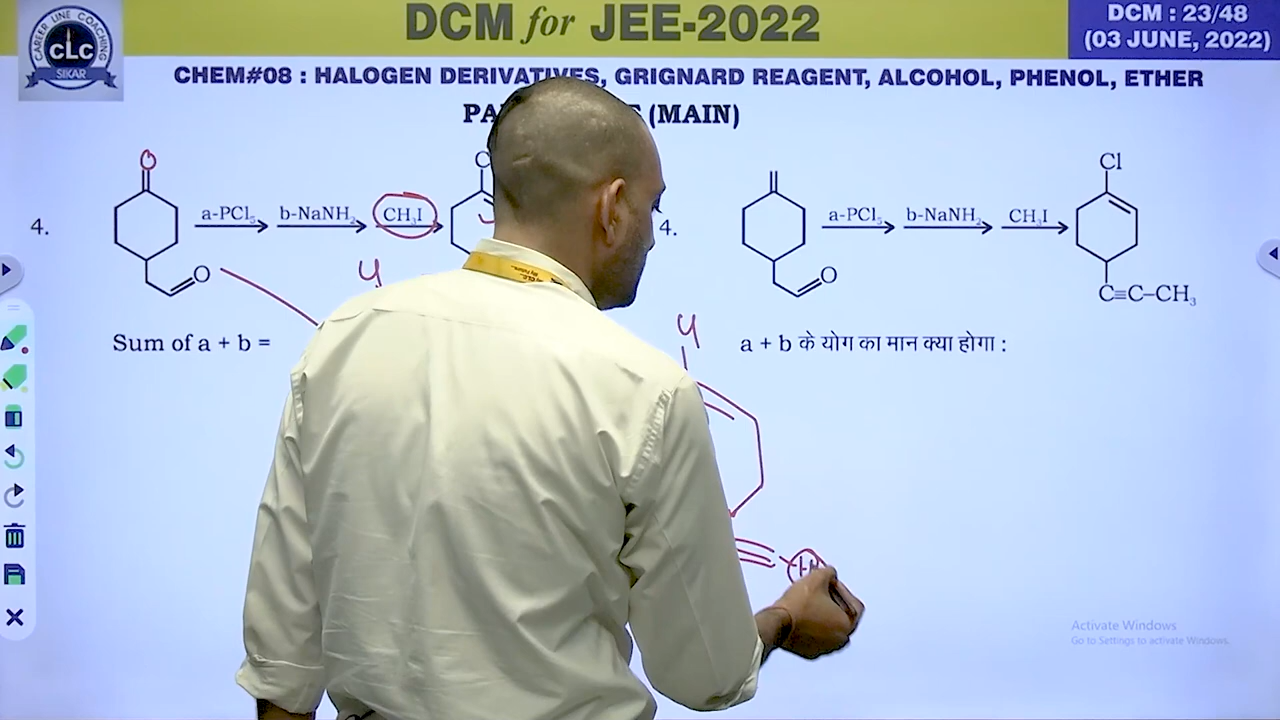 DCM for JEE-2022
DCM : 23/48
(03 JUNE, 2022)
CAREER LINE COACHING
CLC
SIKAR
CHEM#08 : HALOGEN DERIVATIVES, GRIGNARD REAGENT, ALCOHOL, PHENOL, ETHER
(MAIN)
4.
O
a-PCl₅
b-NaNH₂
CH₃I
O
Sum of a + b =
4.
a-PCl₅
b-NaNH₂
CH₃I
O
Cl
C≡C–CH₃
a + b के योग का मान क्या होगा :
Activate Windows
Go to Settings to activate Windows.